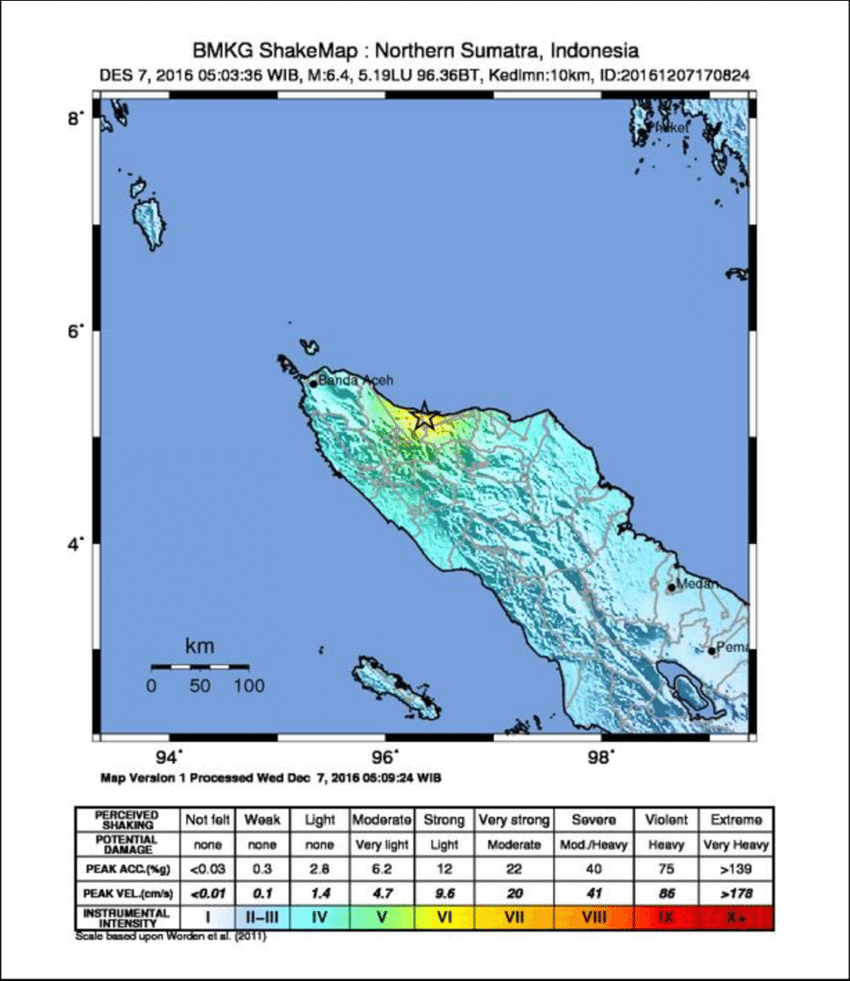 BMKG ShakeMap : Northern Sumatra, Indonesia
DES 7, 2016 05:03:36 WIB, M:6.4, 5.19LU 96.36BT, Kedlmn:10km, ID:20161207170824
8°
Phuket
6°
Banda Aceh
4°
Medan
Pema
km
0 50 100
94° 96° 98°
Map Version 1 Processed Wed Dec 7, 2016 05:09:24 WIB
PERCEIVED SHAKING Not felt Weak Light Moderate Strong Very strong Severe Violent Extreme
POTENTIAL DAMAGE none none none Very light Light Moderate Mod./Heavy Heavy Very Heavy
PEAK ACC.(%g) <0.03 0.3 2.8 6.2 12 22 40 75 >139
PEAK VEL.(cm/s) <0.01 0.1 1.4 4.7 9.6 20 41 86 >178
INSTRUMENTAL INTENSITY I II–III IV V VI VII VIII IX X+
Scale based upon Worden et al. (2011)